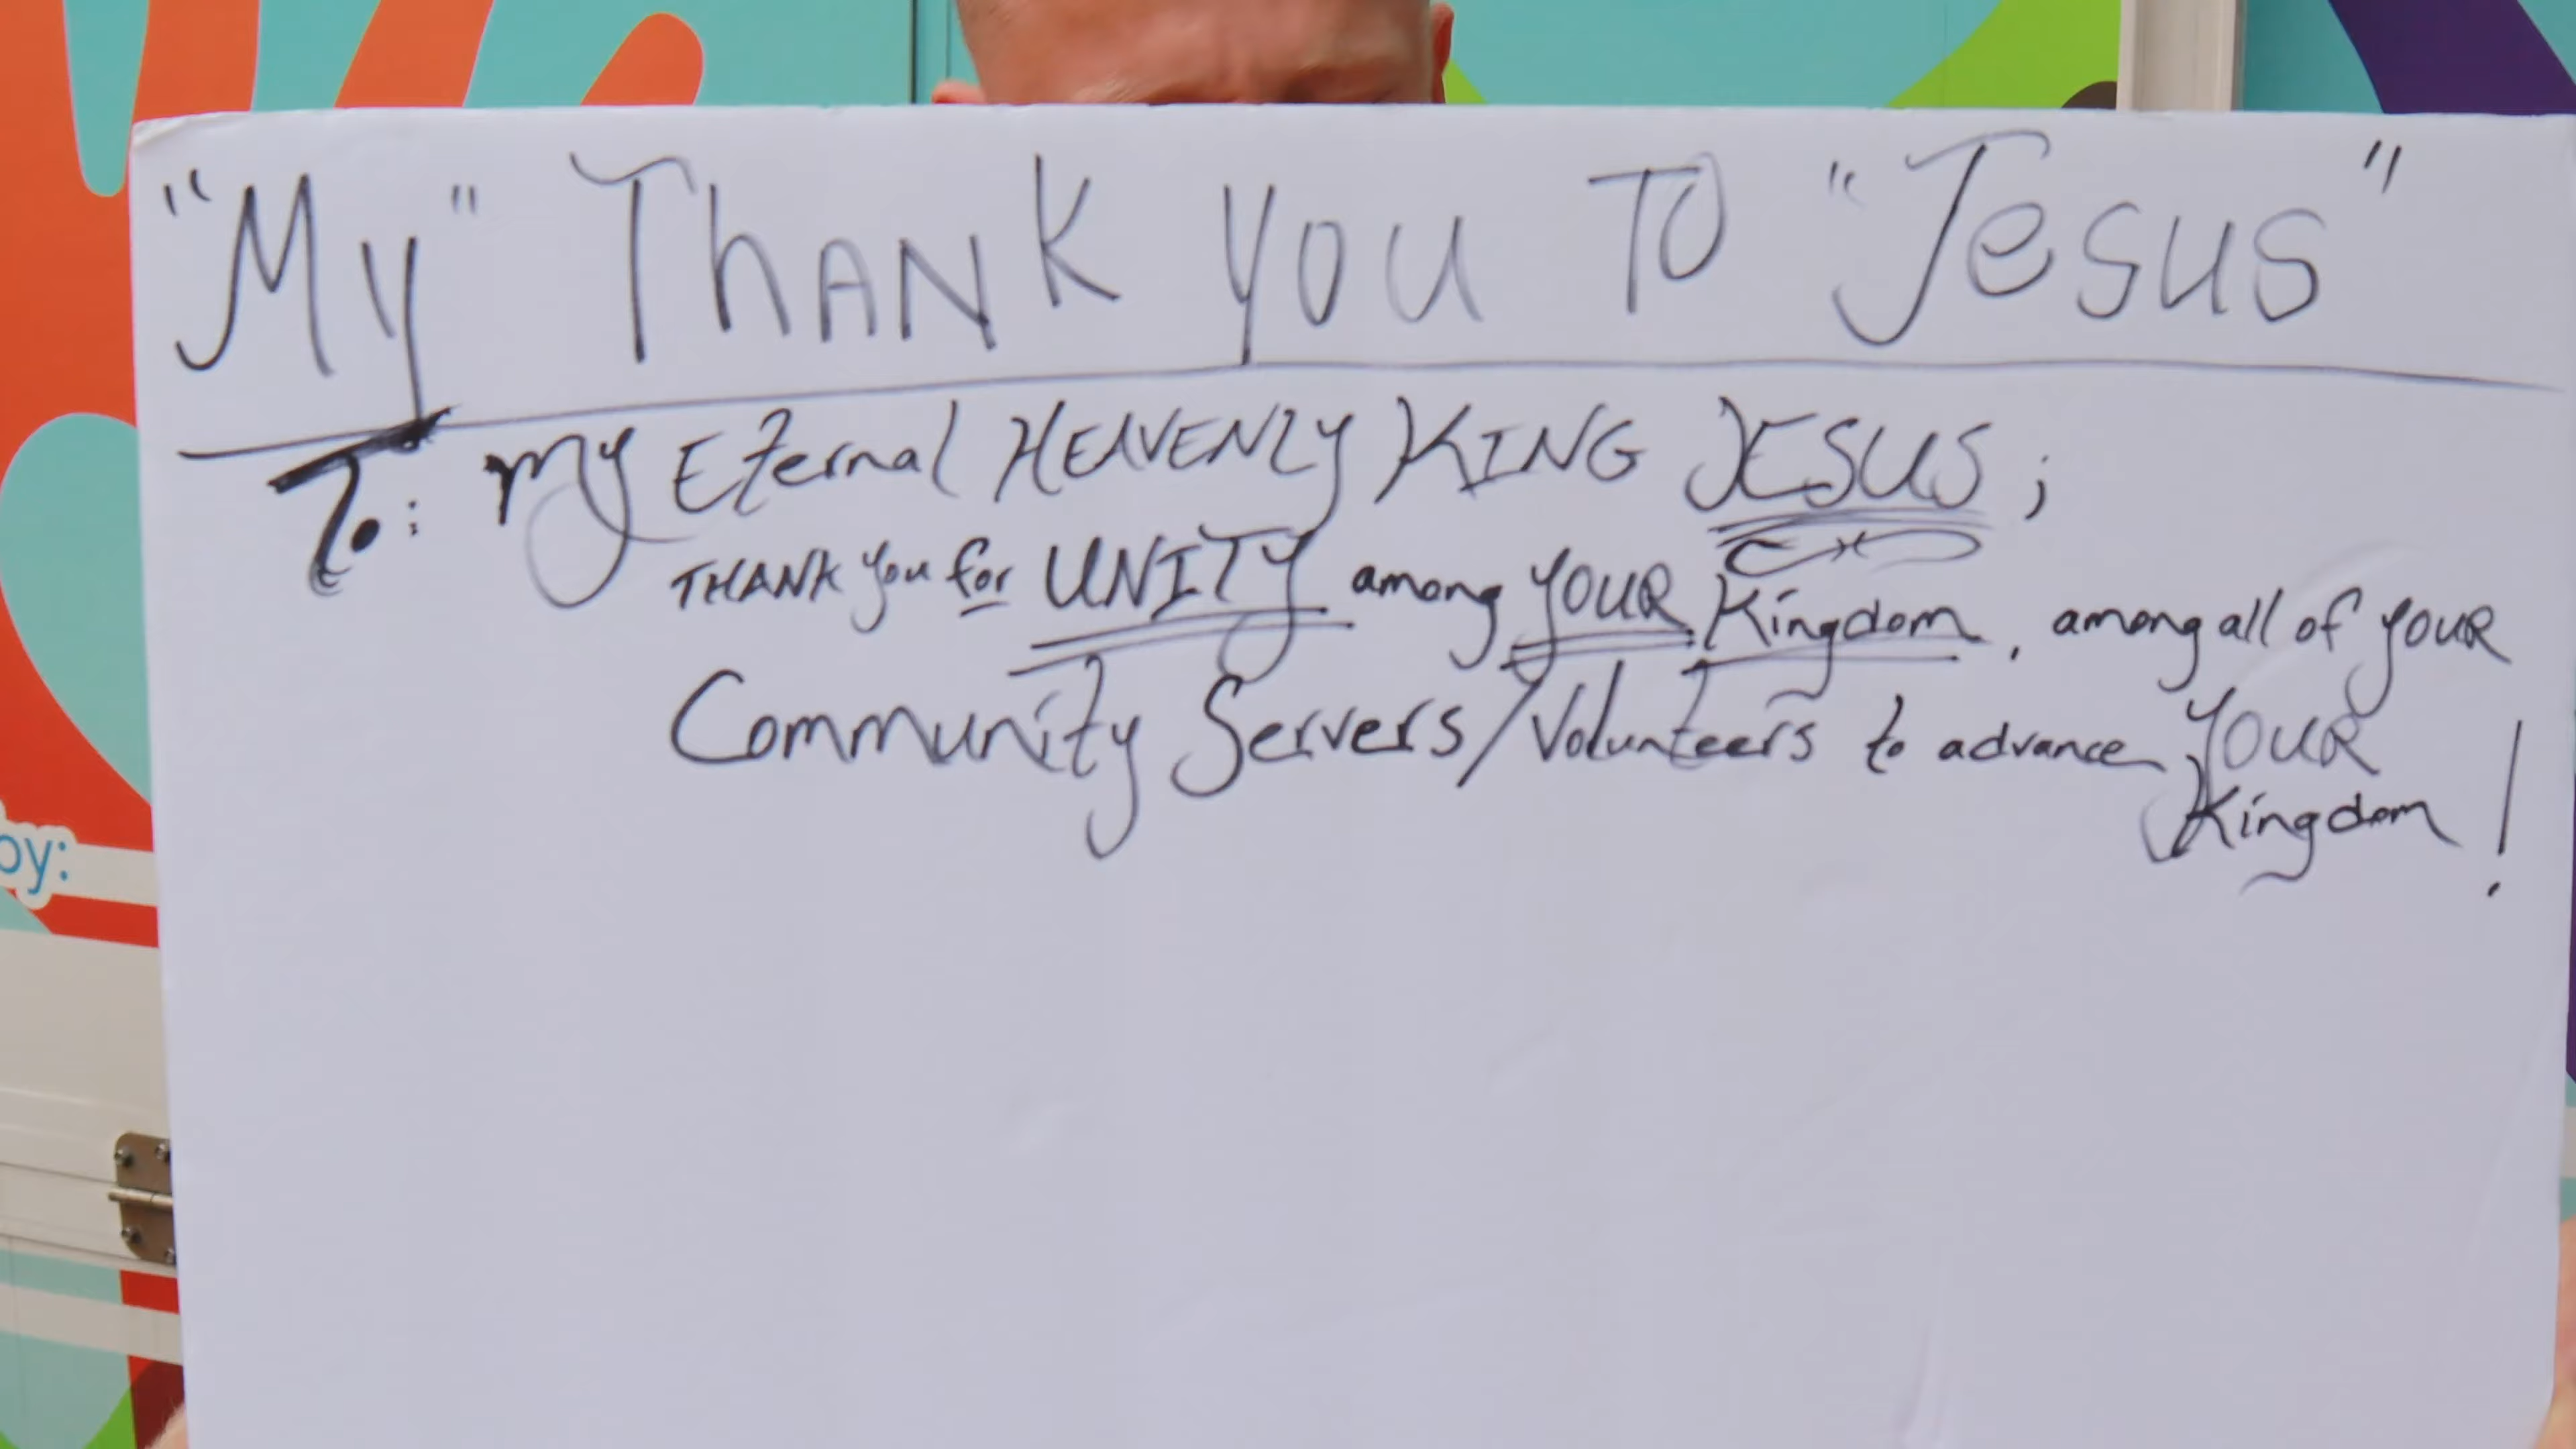 "My" Thank you To "Jesus"
To: my Eternal HEAVENLY KING JESUS;
THANK you for UNITY among YOUR Kingdom, among all of YOUR
Community Servers/Volunteers to advance YOUR
Kingdom!
by: